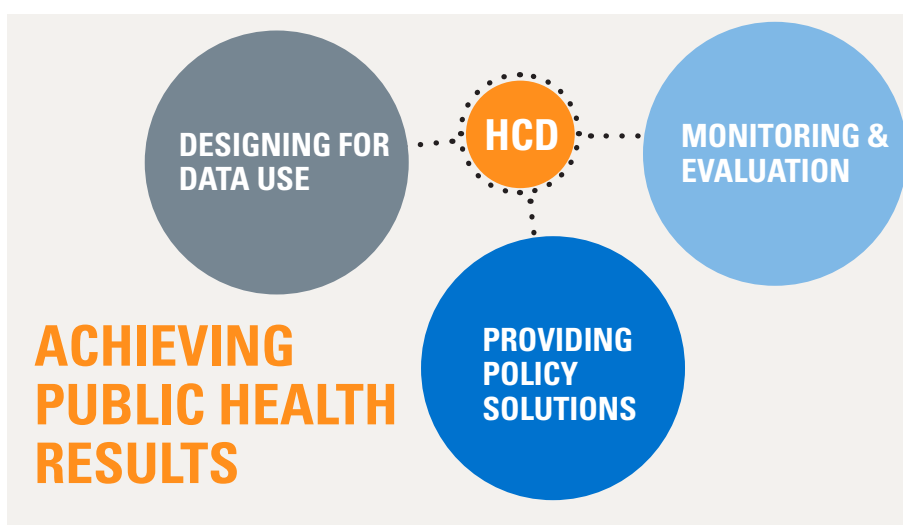 DESIGNING FOR
DATA USE
HCD
MONITORING &
EVALUATION
PROVIDING
POLICY
SOLUTIONS
ACHIEVING
PUBLIC HEALTH
RESULTS